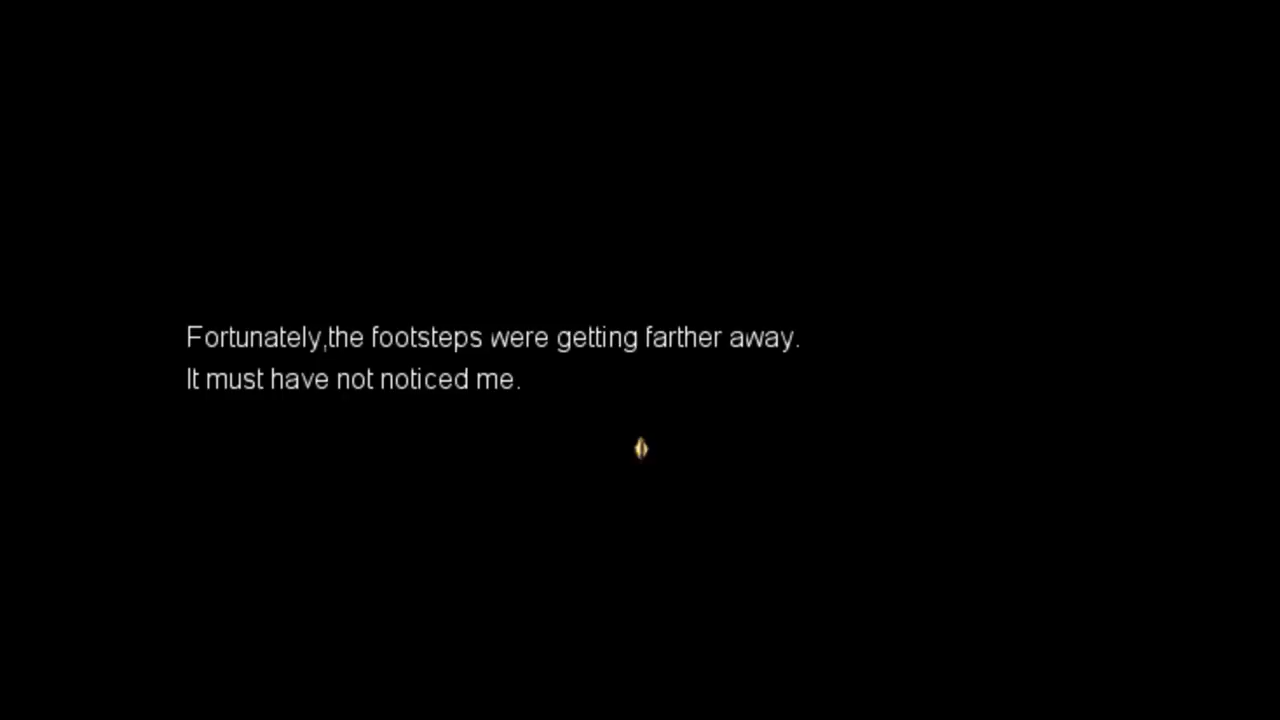 Fortunately,the footsteps were getting farther away.
It must have not noticed me.